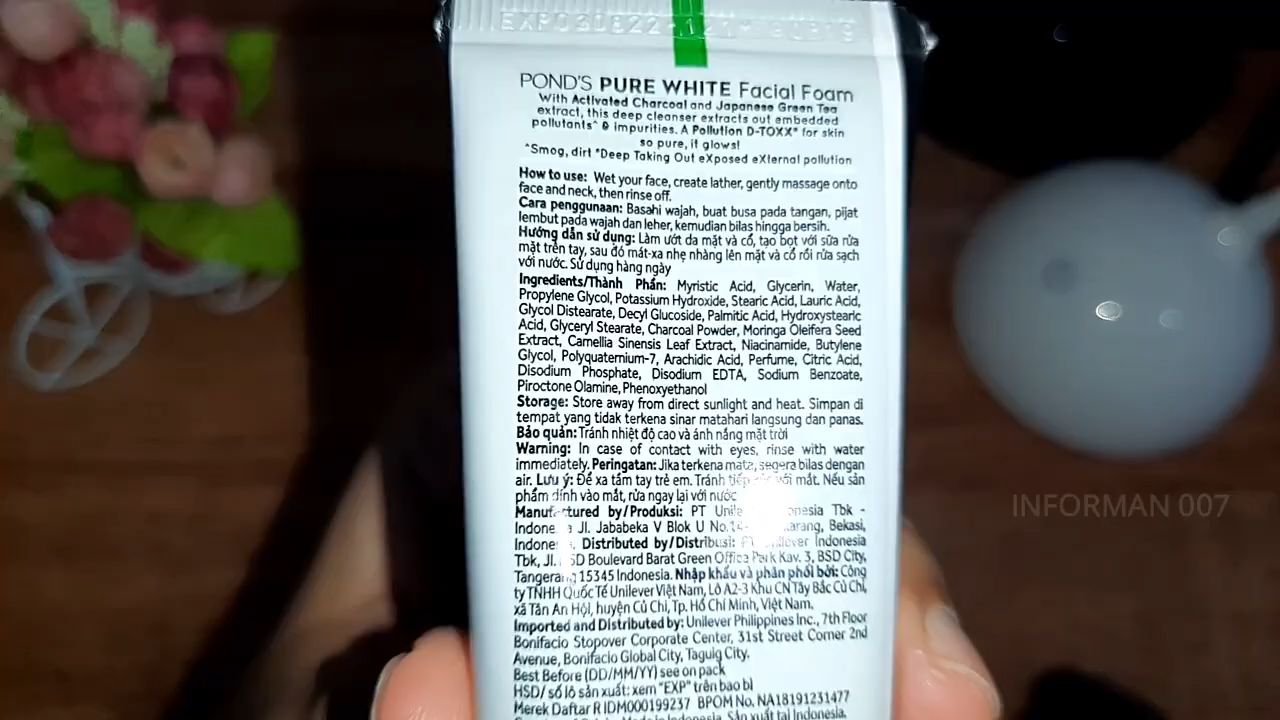 POND'S PURE WHITE Facial Foam
With Activated Charcoal and Japanese Green Tea
extract, this deep cleanser extracts out embedded
pollutants^ & impurities. A Pollution D-TOXX* for skin
so pure, it glows!
^Smog, dirt *Deep Taking Out eXposed eXternal pollution
How to use: Wet your face, create lather, gently massage onto
face and neck, then rinse off.
Cara penggunaan: Basahi wajah, buat busa pada tangan, pijat
lembut pada wajah dan leher, kemudian bilas hingga bersih.
Hướng dẫn sử dụng: Làm ướt da mặt và cổ, tạo bọt với sữa rửa
mặt trên tay, sau đó mát-xa nhẹ nhàng lên mặt và cổ rồi rửa sạch
với nước. Sử dụng hàng ngày
Ingredients/Thành Phần: Myristic Acid, Glycerin, Water,
Propylene Glycol, Potassium Hydroxide, Stearic Acid, Lauric Acid,
Glycol Distearate, Decyl Glucoside, Palmitic Acid, Hydroxystearic
Acid, Glyceryl Stearate, Charcoal Powder, Moringa Oleifera Seed
Extract, Camellia Sinensis Leaf Extract, Niacinamide, Butylene
Glycol, Polyquaternium-7, Arachidic Acid, Perfume, Citric Acid,
Disodium Phosphate, Disodium EDTA, Sodium Benzoate,
Piroctone Olamine, Phenoxyethanol
Storage: Store away from direct sunlight and heat. Simpan di
tempat yang tidak terkena sinar matahari langsung dan panas.
Bảo quản: Tránh nhiệt độ cao và ánh nắng mặt trời
Warning: In case of contact with eyes, rinse with water
immediately. Peringatan: Jika terkena mata, segera bilas dengan
air. Lưu ý: Để xa tầm tay trẻ em. Tránh tiếp với mắt. Nếu sản
phẩm dính vào mắt, rửa ngay lại với nước
Manufactured by/Produksi: PT Tbk -
Jl. Jababeka V Blok U Bekasi,
Distributed by/Distribusi: Indonesia
Tbk, Jl. BSD Boulevard Barat Green Office Park Kav. 3, BSD City,
Tangerang 15345 Indonesia. Nhập khẩu và phân phối bởi: Công
ty TNHH Quốc Tế Unilever Việt Nam, Lô A2-3 Khu CN Tây Bắc Củ Chi,
xã Tân An Hội, huyện Củ Chi, Tp. Hồ Chí Minh, Việt Nam.
Imported and Distributed by: Unilever Philippines Inc., 7th Floor
Bonifacio Stopover Corporate Center, 31st Street Corner 2nd
Avenue, Bonifacio Global City, Taguig City.
Best Before (DD/MM/YY) see on pack
HSD/ số lô sản xuất: xem "EXP" trên bao bì
Merek Daftar R IDM000199237 BPOM No. NA18191231477
Made in Indonesia. Sản xuất tại Indonesia.
INFORMAN 007